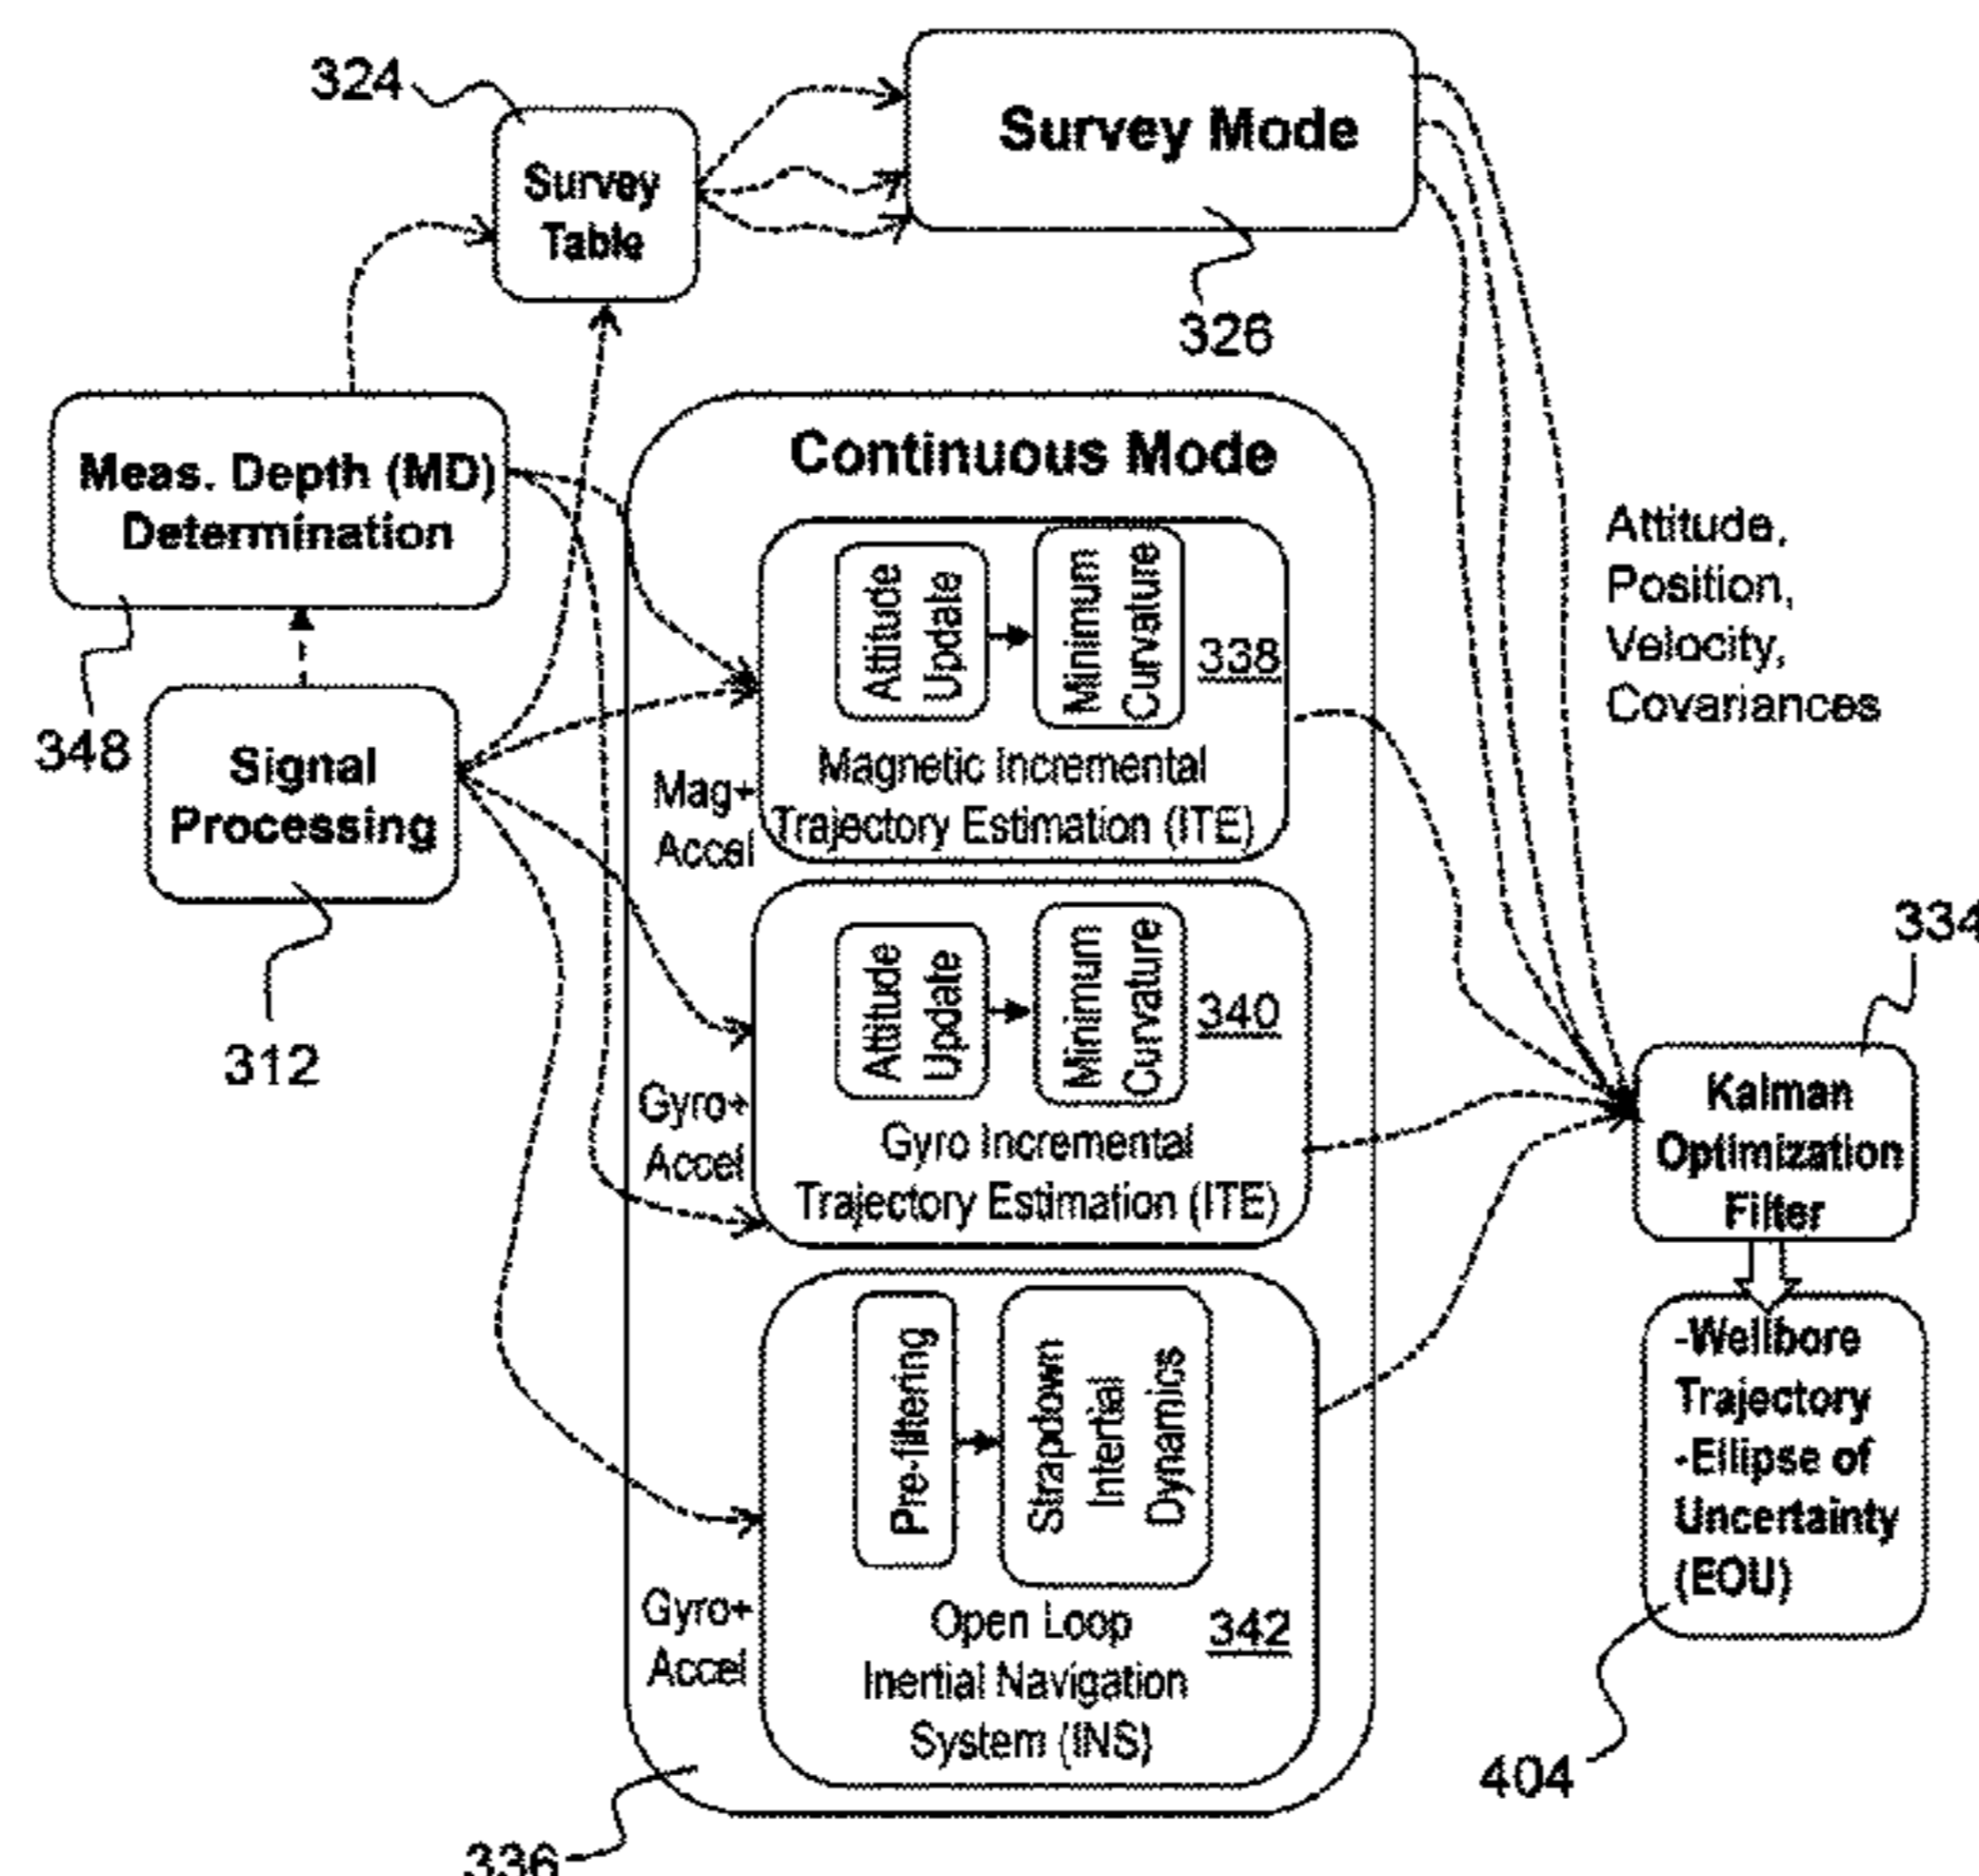 324
Survey
Table
Survey Mode
326
Meas. Depth (MD)
Determination
348
Signal
Processing
312
Continuous Mode
Attitude
Update
Minimum
Curvature
338
Magnetic Incremental
Trajectory Estimation (ITE)
Mag+
Accel
Attitude
Update
Minimum
Curvature
340
Gyro Incremental
Trajectory Estimation (ITE)
Gyro+
Accel
Pre-filtering
Strapdown
Intertial
Dynamics
342
Open Loop
Inertial Navigation
System (INS)
Gyro+
Accel
336
Attitude,
Position,
Velocity,
Covariances
334
Kalman
Optimization
Filter
-Wellbore
Trajectory
-Ellipse of
Uncertainty
(EOU)
404